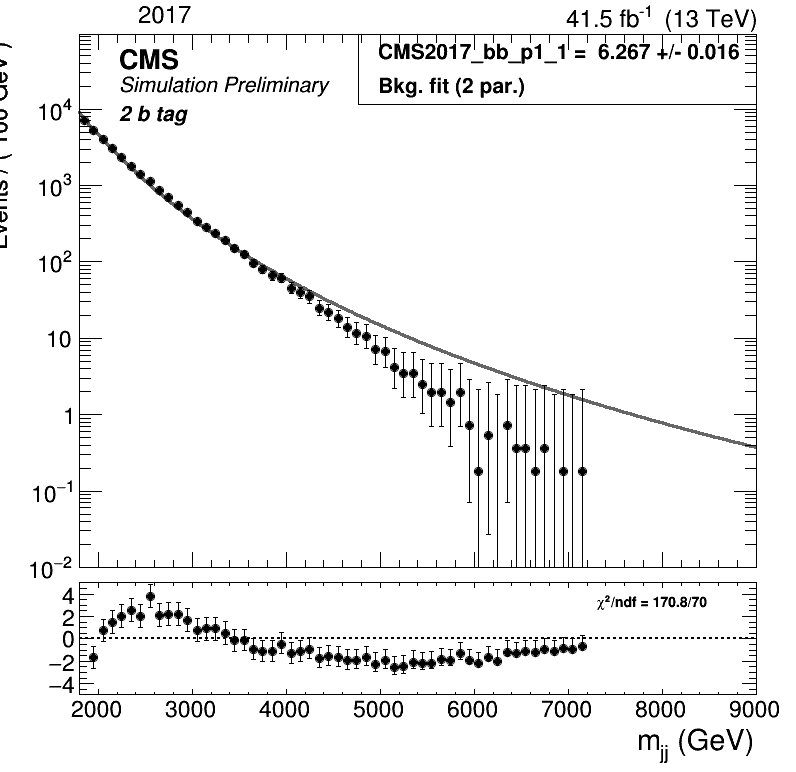 2017
41.5 fb⁻¹ (13 TeV)
CMS
Simulation Preliminary
2 b tag
CMS2017_bb_p1_1 = 6.267 +/- 0.016
Bkg. fit (2 par.)
10⁴
10³
10²
10
1
10⁻¹
10⁻²
χ²/ndf = 170.8/70
4
2
0
−2
−4
2000 3000 4000 5000 6000 7000 8000 9000
m_jj (GeV)